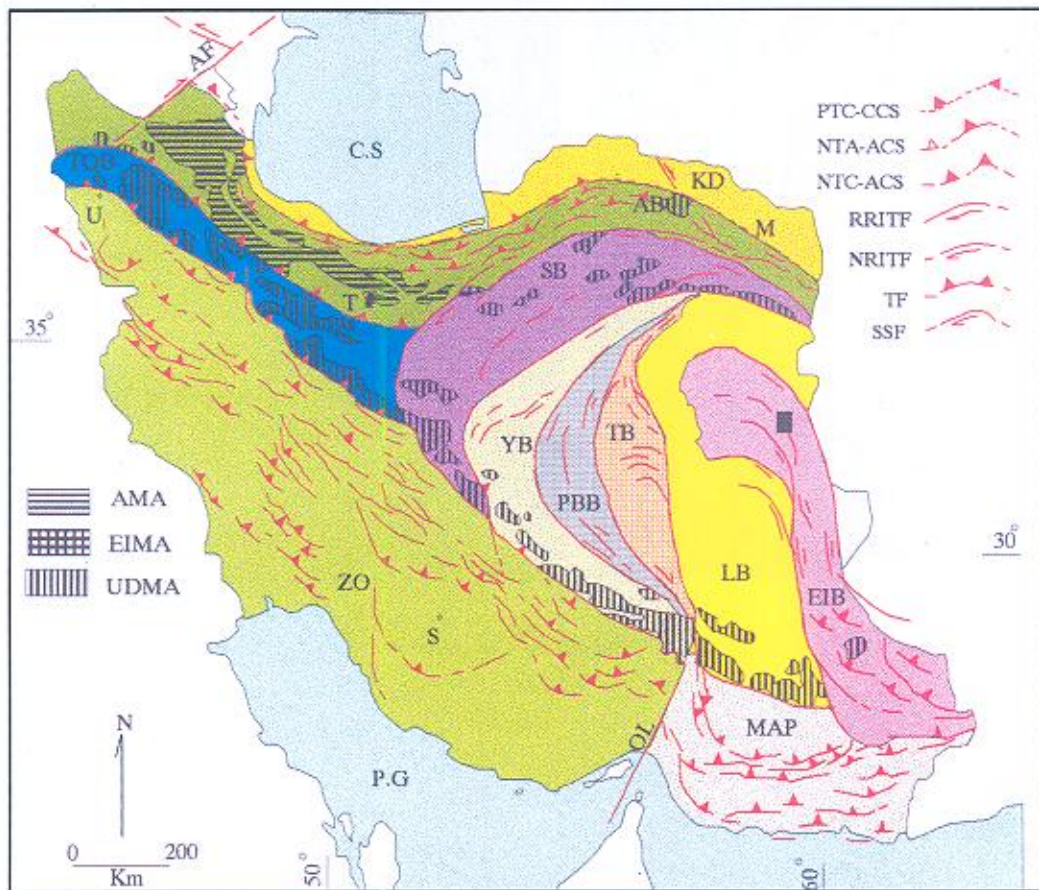 AF
C.S
PTC-CCS
NTA-ACS
NTC-ACS
RRITF
NRITF
TF
SSF
KD
AB
M
U
SB
T
35°
YB
TB
PBB
AMA
EIMA
UDMA
30°
ZO
LB
EIB
S
MAP
OL
N
P.G
0 200
Km
50°
60°